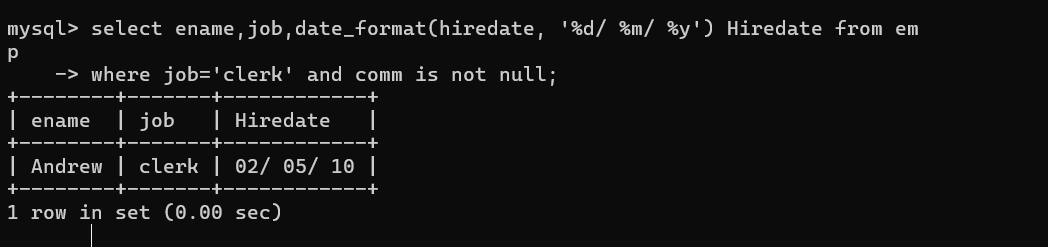 mysql> select ename,job,date_format(hiredate, '%d/ %m/ %y') Hiredate from em
p
    -> where job='clerk' and comm is not null;
+--------+-------+------------+
| ename  | job   | Hiredate   |
+--------+-------+------------+
| Andrew | clerk | 02/ 05/ 10 |
+--------+-------+------------+
1 row in set (0.00 sec)